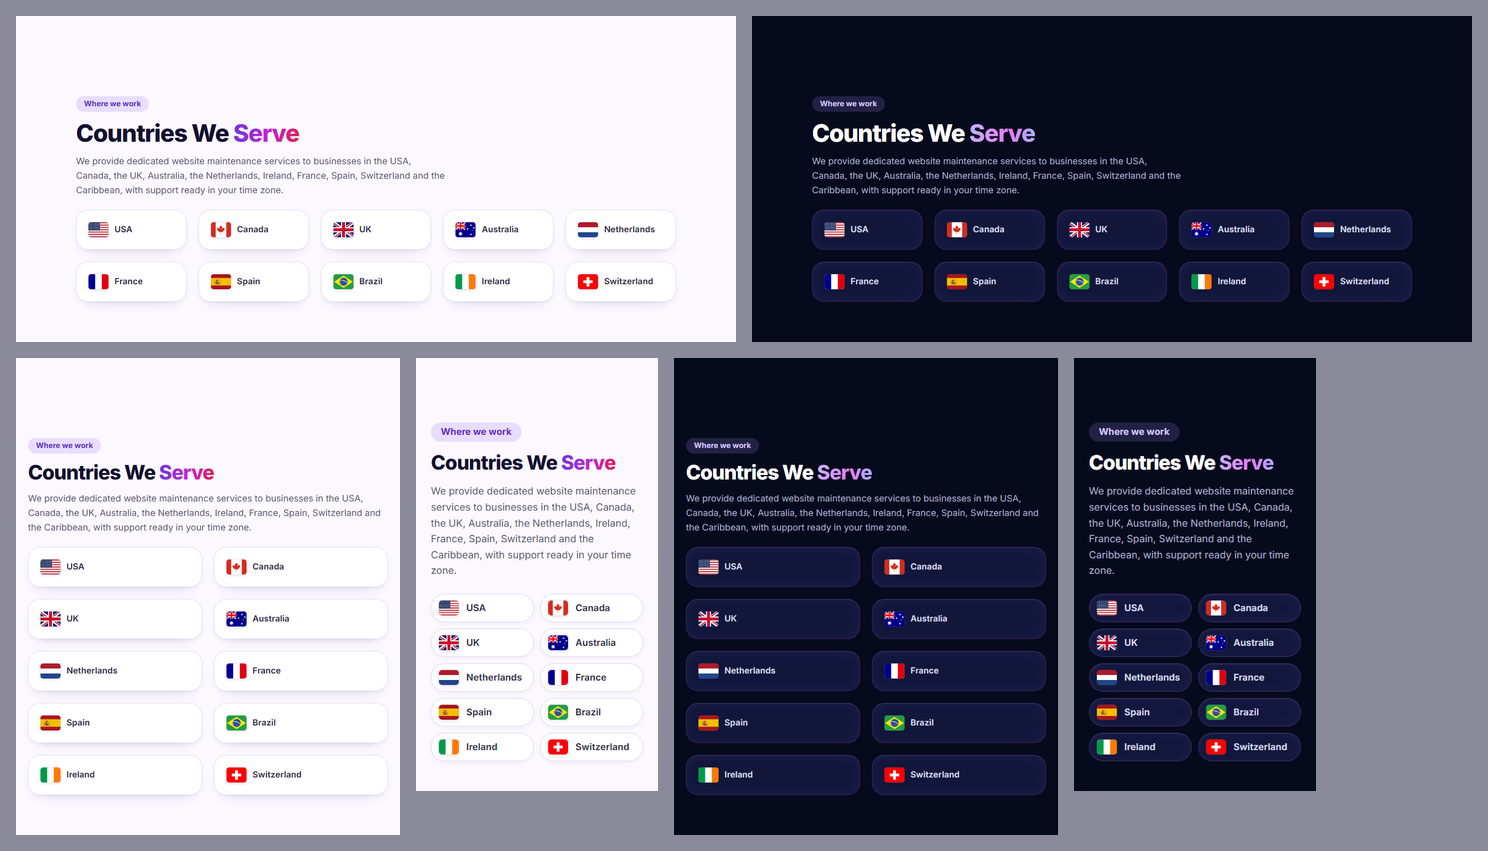 Where we work
Countries We Serve
We provide dedicated website maintenance services to businesses in the USA,
Canada, the UK, Australia, the Netherlands, Ireland, France, Spain, Switzerland and the
Caribbean, with support ready in your time zone.
USA
Canada
UK
Australia
Netherlands
France
Spain
Brazil
Ireland
Switzerland
Where we work
Countries We Serve
We provide dedicated website maintenance services to businesses in the USA,
Canada, the UK, Australia, the Netherlands, Ireland, France, Spain, Switzerland and the
Caribbean, with support ready in your time zone.
USA
Canada
UK
Australia
Netherlands
France
Spain
Brazil
Ireland
Switzerland
Where we work
Countries We Serve
We provide dedicated website maintenance services to businesses in the USA,
Canada, the UK, Australia, the Netherlands, Ireland, France, Spain, Switzerland and
the Caribbean, with support ready in your time zone.
USA
Canada
UK
Australia
Netherlands
France
Spain
Brazil
Ireland
Switzerland
Where we work
Countries We Serve
We provide dedicated website maintenance
services to businesses in the USA, Canada,
the UK, Australia, the Netherlands, Ireland,
France, Spain, Switzerland and the
Caribbean, with support ready in your time
zone.
USA
Canada
UK
Australia
Netherlands
France
Spain
Brazil
Ireland
Switzerland
Where we work
Countries We Serve
We provide dedicated website maintenance services to businesses in the USA,
Canada, the UK, Australia, the Netherlands, Ireland, France, Spain, Switzerland and
the Caribbean, with support ready in your time zone.
USA
Canada
UK
Australia
Netherlands
France
Spain
Brazil
Ireland
Switzerland
Where we work
Countries We Serve
We provide dedicated website maintenance
services to businesses in the USA, Canada,
the UK, Australia, the Netherlands, Ireland,
France, Spain, Switzerland and the
Caribbean, with support ready in your time
zone.
USA
Canada
UK
Australia
Netherlands
France
Spain
Brazil
Ireland
Switzerland